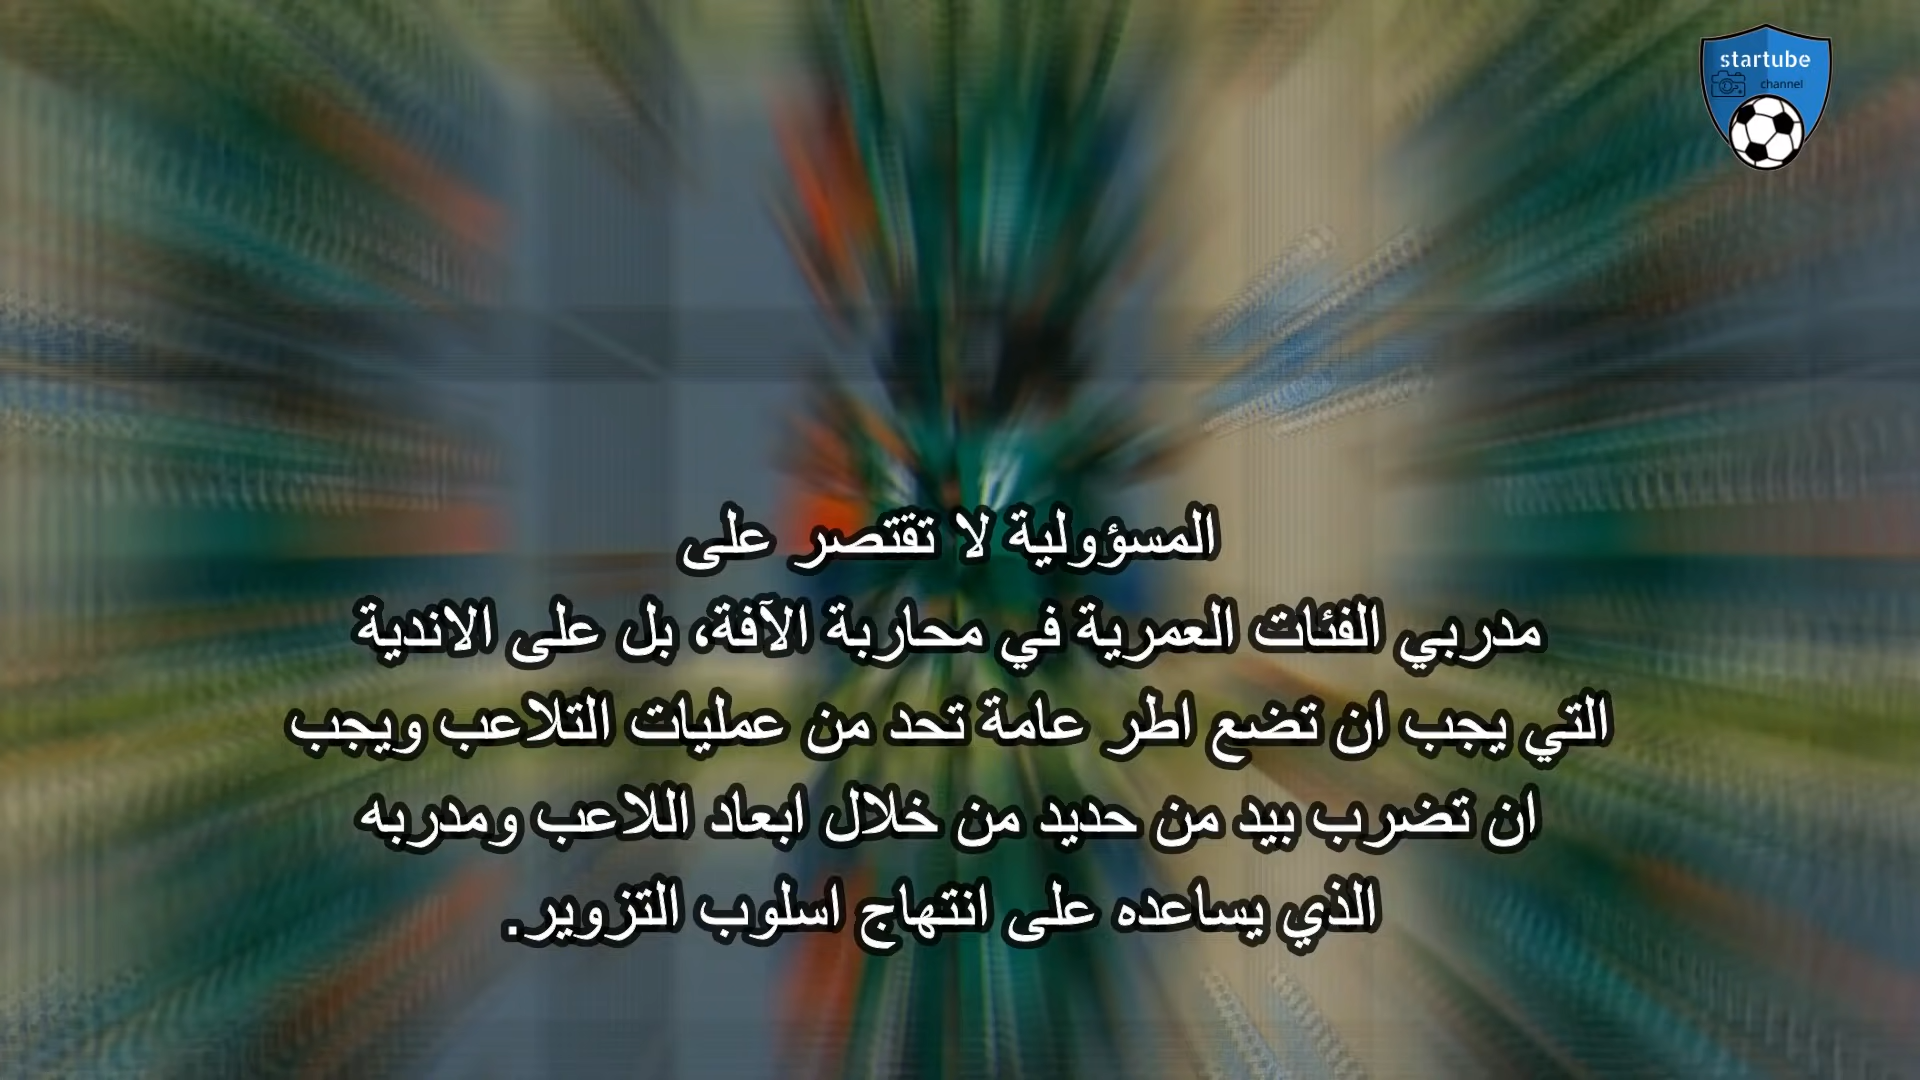 startube
channel
المسؤولية لا تقتصر على
مدربي الفئات العمرية في محاربة الآفة، بل على الاندية
التي يجب ان تضع اطر عامة تحد من عمليات التلاعب ويجب
ان تضرب بيد من حديد من خلال ابعاد اللاعب ومدربه
الذي يساعده على انتهاج اسلوب التزوير.